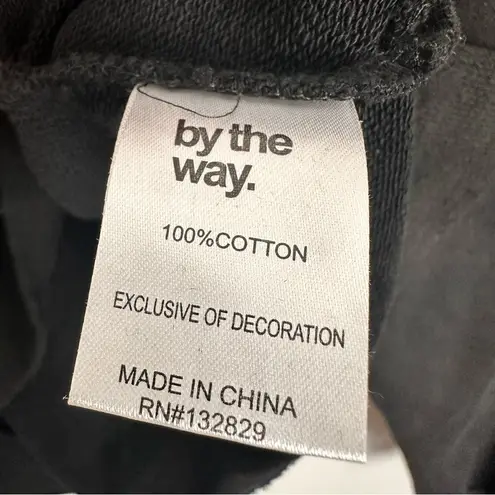 by the
way.
100%COTTON
EXCLUSIVE OF DECORATION
MADE IN CHINA
RN#132829